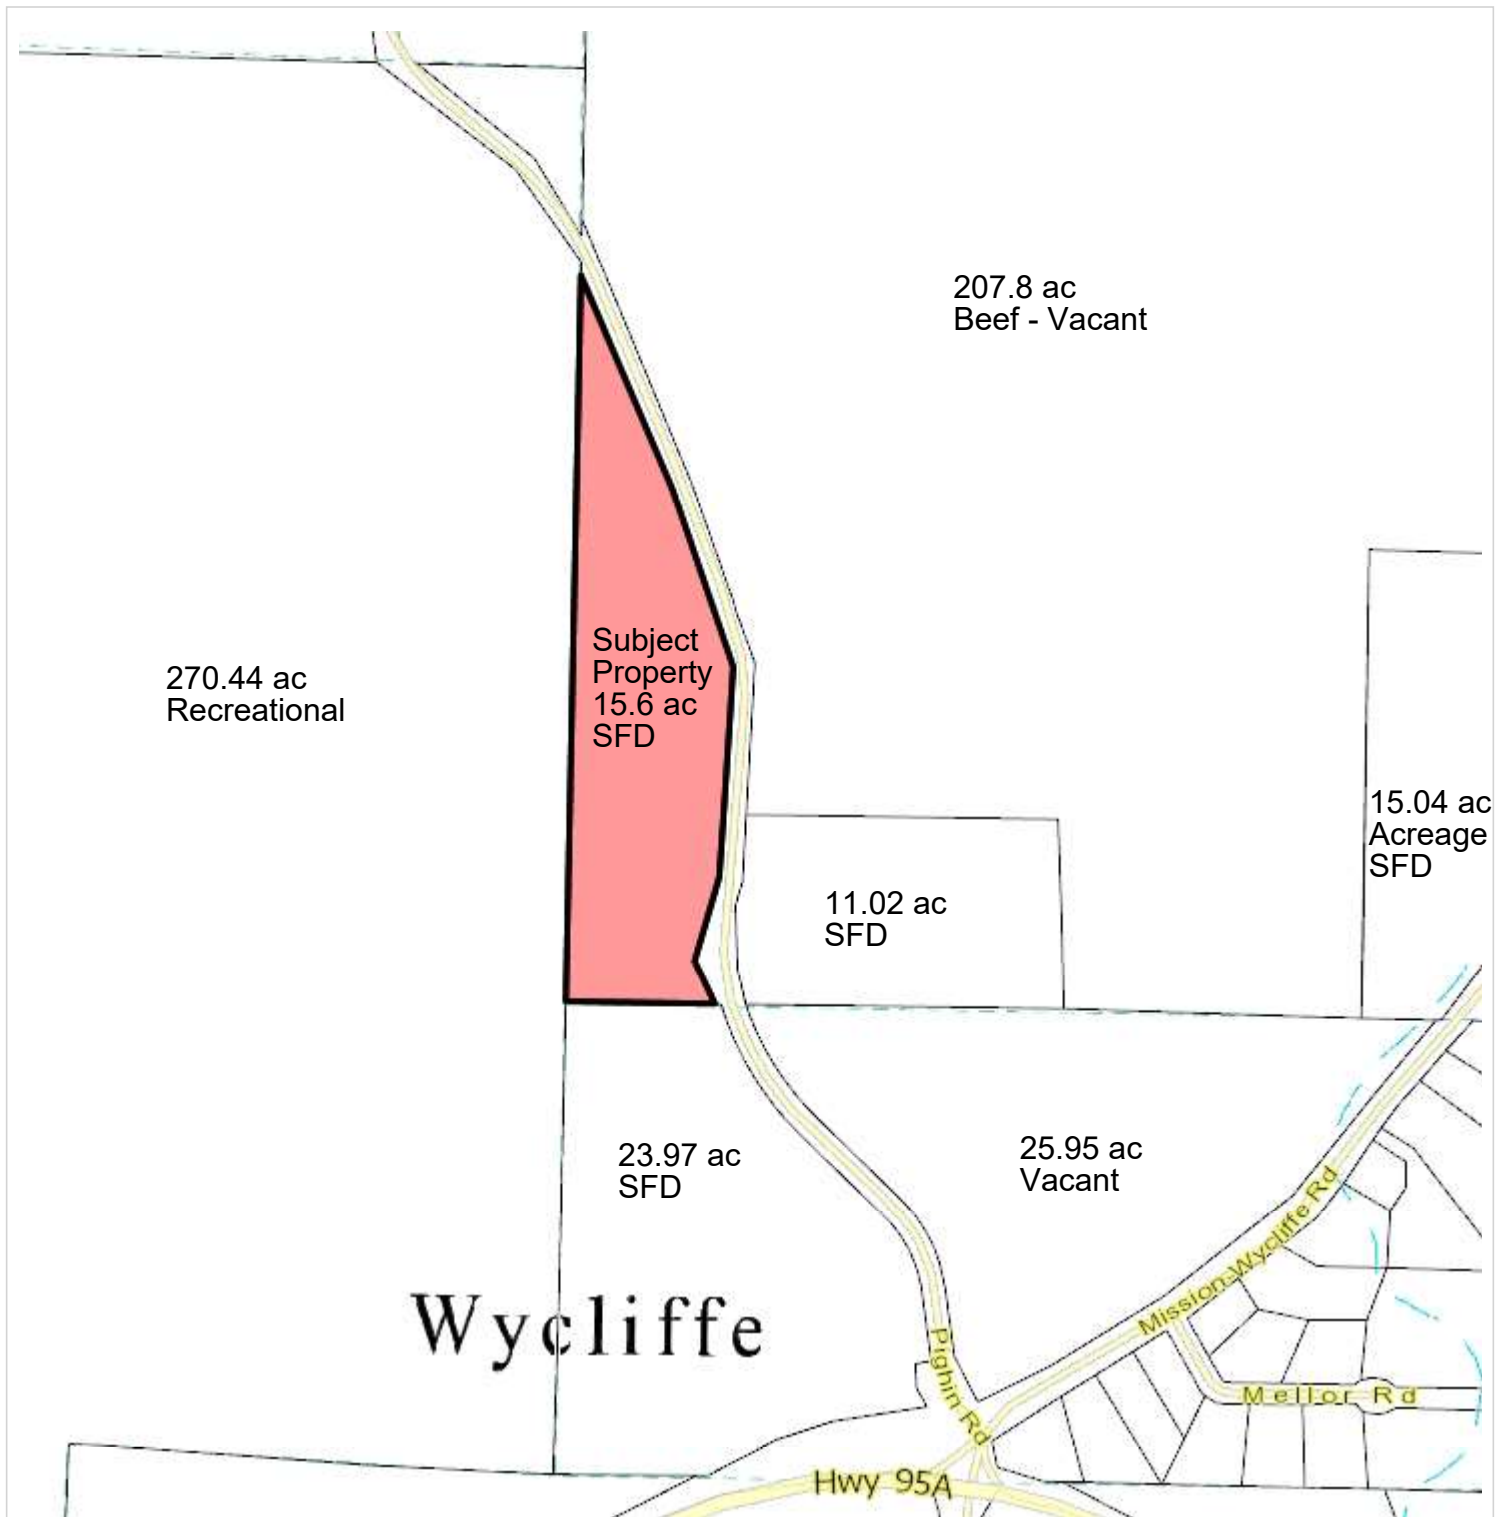 207.8 ac
Beef - Vacant
Subject
Property
15.6 ac
SFD
270.44 ac
Recreational
15.04 ac
Acreage
SFD
11.02 ac
SFD
23.97 ac
SFD
25.95 ac
Vacant
Wycliffe
Mission-Wycliffe Rd
Pighin Rd
Mellor Rd
Hwy 95A